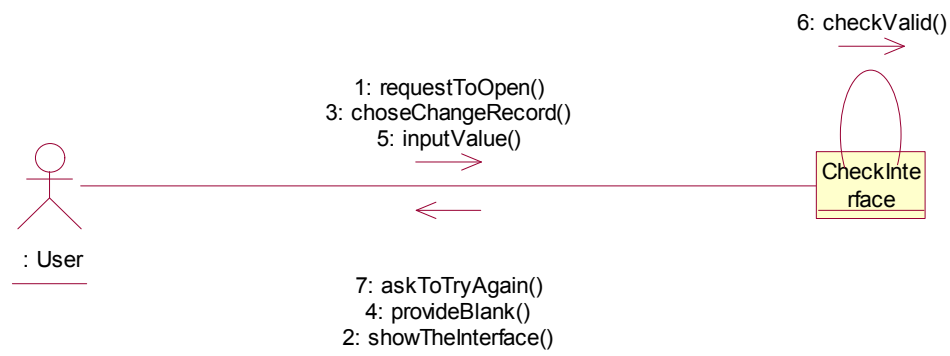 6: checkValid()
1: requestToOpen()
3: choseChangeRecord()
5: inputValue()
CheckInte
rface
: User
7: askToTryAgain()
4: provideBlank()
2: showTheInterface()